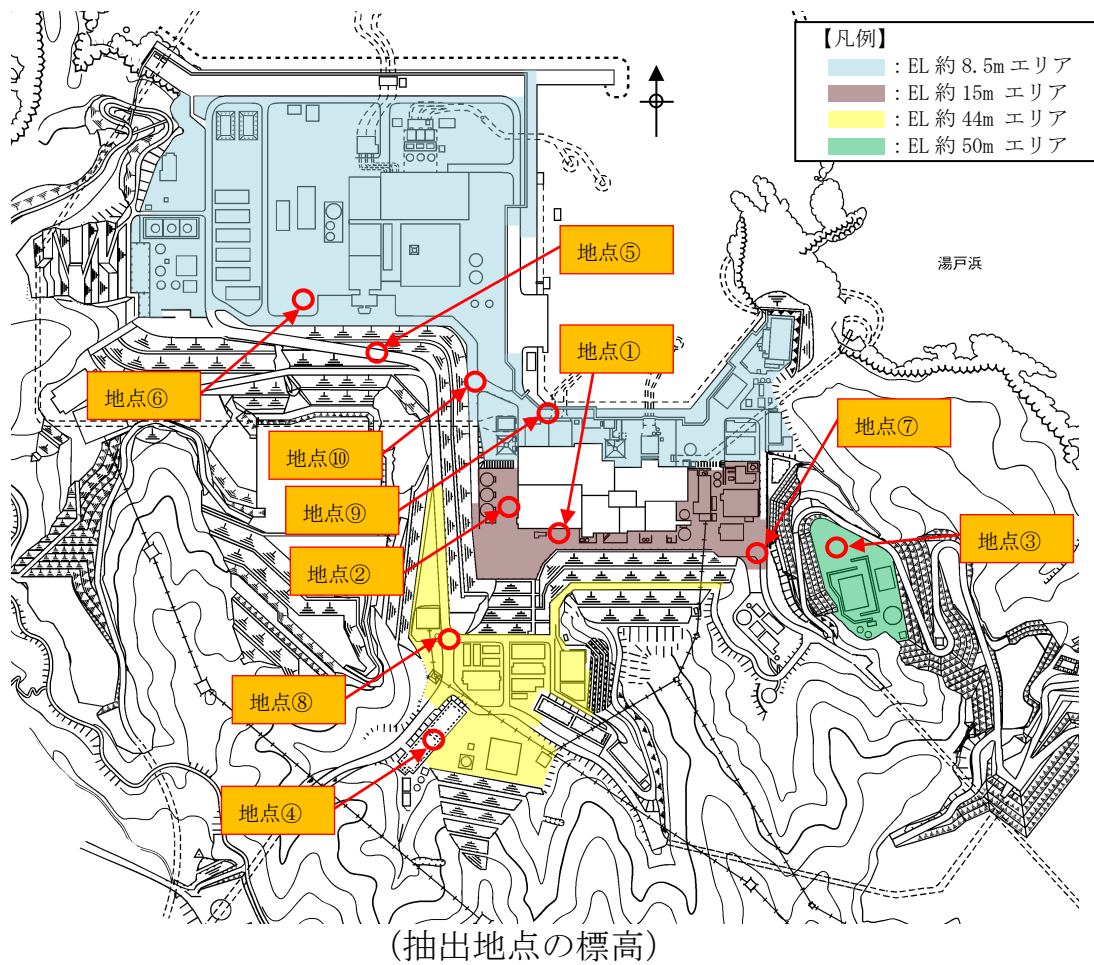 【凡例】
：EL 約 8.5m エリア
：EL 約 15m エリア
：EL 約 44m エリア
：EL 約 50m エリア
地点⑤
湯戸浜
地点①
地点⑥
地点⑦
地点⑩
地点⑨
地点③
地点②
地点⑧
地点④
(抽出地点の標高)